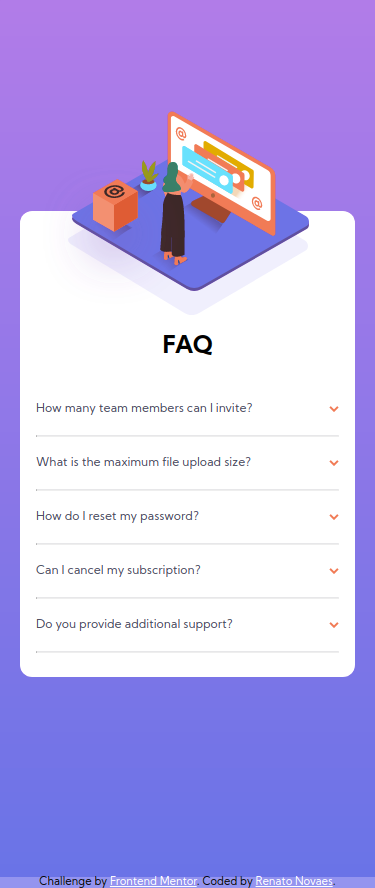 FAQ
How many team members can I invite?
What is the maximum file upload size?
How do I reset my password?
Can I cancel my subscription?
Do you provide additional support?
Challenge by Frontend Mentor. Coded by Renato Novaes.